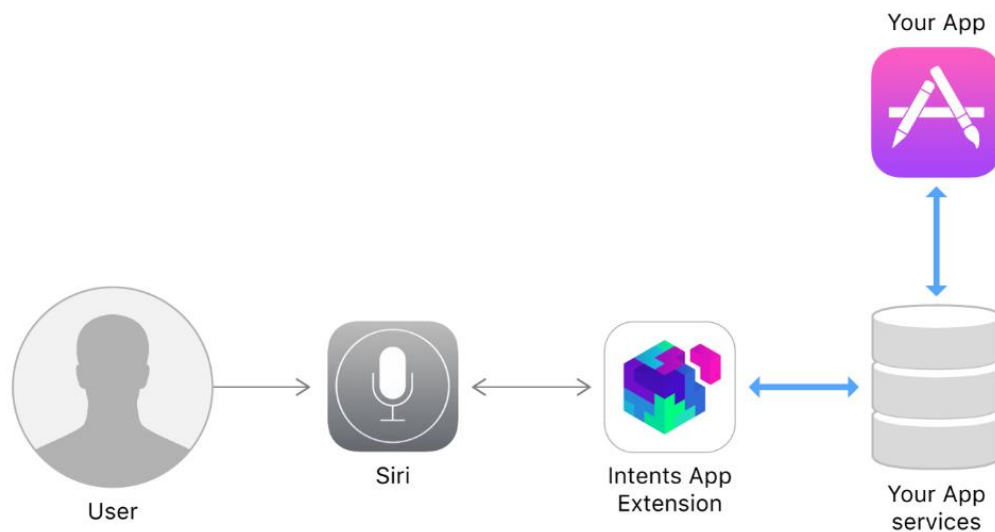 Your App
User
Siri
Intents App
Extension
Your App
services